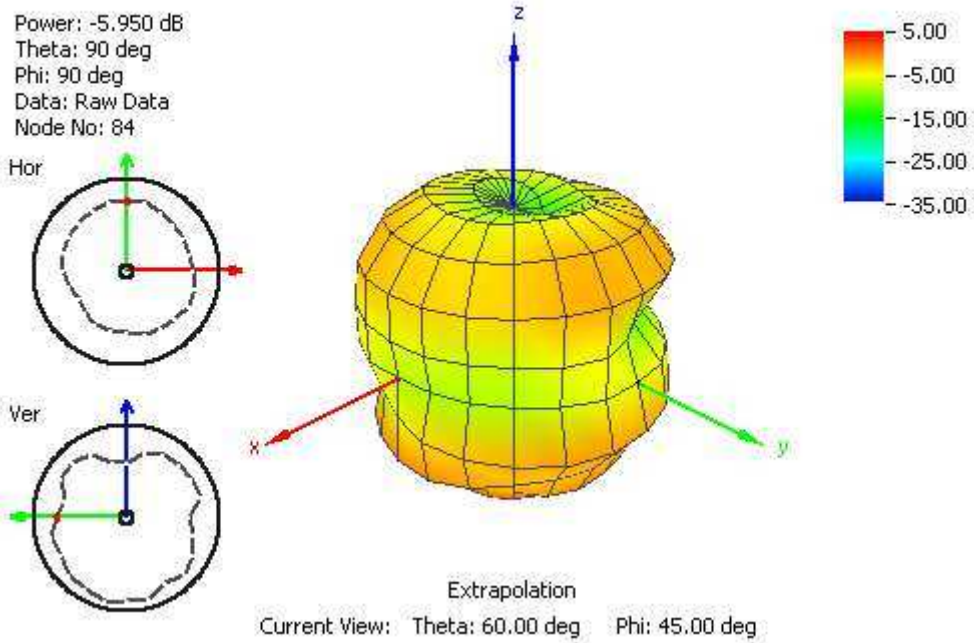 Power: -5.950 dB
Theta: 90 deg
Phi: 90 deg
Data: Raw Data
Node No: 84
Hor
Ver
z
x
y
5.00
-5.00
-15.00
-25.00
-35.00
Extrapolation
Current View: Theta: 60.00 deg Phi: 45.00 deg